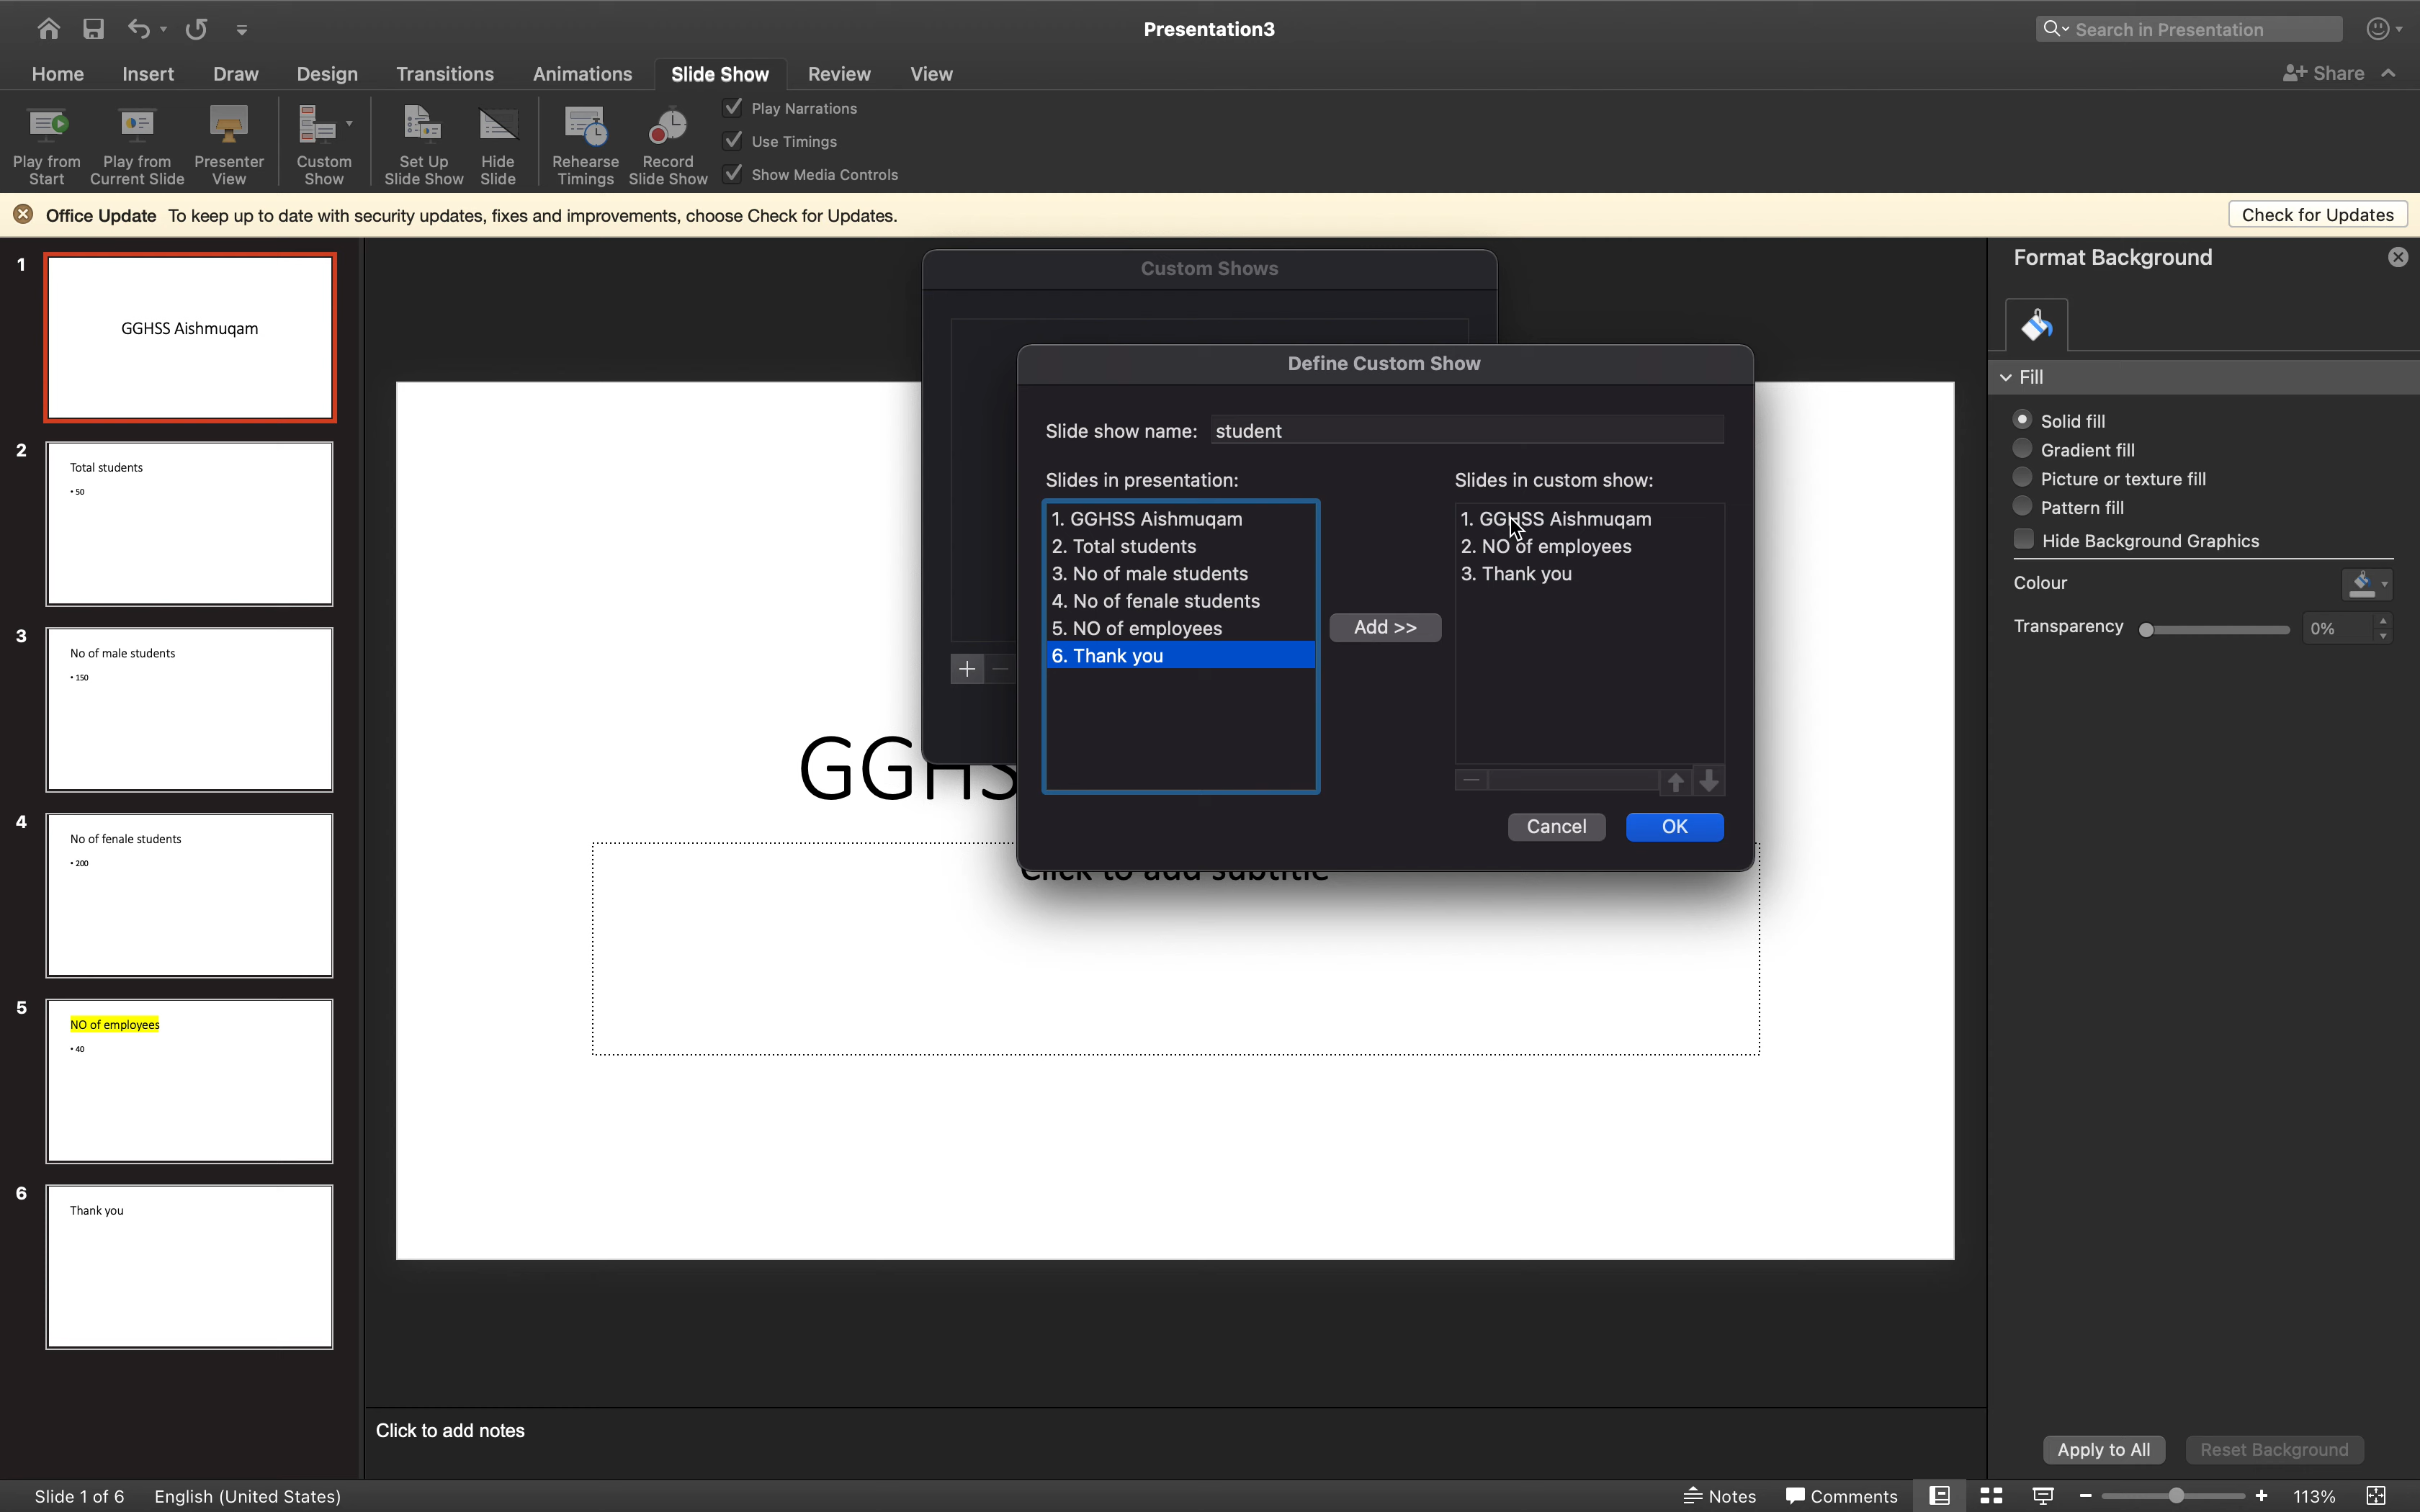 Presentation3
Search in Presentation
Home Insert Draw Design Transitions Animations Slide Show Review View
Share
Play from Start
Play from Current Slide
Presenter View
Custom Show
Set Up Slide Show
Hide Slide
Rehearse Timings
Record Slide Show
Play Narrations
Use Timings
Show Media Controls
Office Update To keep up to date with security updates, fixes and improvements, choose Check for Updates.
Check for Updates
1
GGHSS Aishmuqam
2
Total students
• 50
3
No of male students
• 150
4
No of fenale students
• 200
5
NO of employees
• 40
6
Thank you
Custom Shows
Define Custom Show
Slide show name: student
Slides in presentation:
1. GGHSS Aishmuqam
2. Total students
3. No of male students
4. No of fenale students
5. NO of employees
6. Thank you
Add >>
Slides in custom show:
1. GGHSS Aishmuqam
2. NO of employees
3. Thank you
Cancel
OK
GGHS
Click to add subtitle
Click to add notes
Format Background
Fill
Solid fill
Gradient fill
Picture or texture fill
Pattern fill
Hide Background Graphics
Colour
Transparency 0%
Apply to All
Reset Background
Slide 1 of 6 English (United States)
Notes Comments 113%